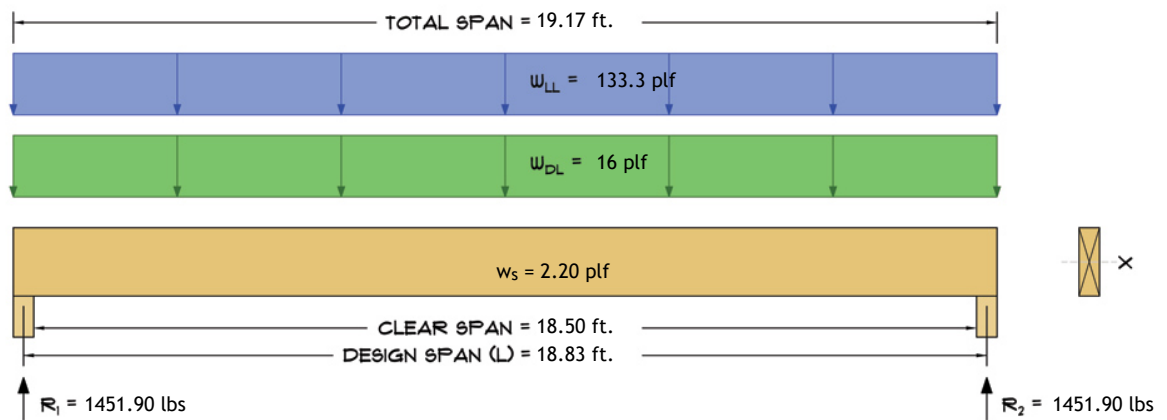 TOTAL SPAN = 19.17 ft.
WLL = 133.3 plf
WDL = 16 plf
ws = 2.20 plf
X
CLEAR SPAN = 18.50 ft.
DESIGN SPAN (L) = 18.83 ft.
R1 = 1451.90 lbs
R2 = 1451.90 lbs